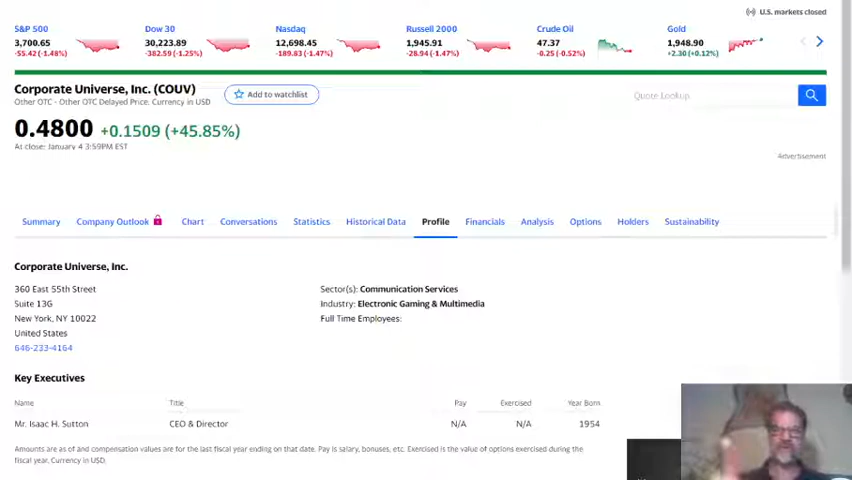 U.S. markets closed
S&P 500
3,700.65
-55.42 (-1.48%)
Dow 30
30,223.89
-382.59 (-1.25%)
Nasdaq
12,698.45
-189.83 (-1.47%)
Russell 2000
1,945.91
-28.94 (-1.47%)
Crude Oil
47.37
-0.25 (-0.52%)
Gold
1,948.90
+2.30 (+0.12%)
Corporate Universe, Inc. (COUV)
Other OTC - Other OTC Delayed Price. Currency in USD
Add to watchlist
Quote Lookup
0.4800 +0.1509 (+45.85%)
At close: January 4 3:59PM EST
Advertisement
Summary Company Outlook Chart Conversations Statistics Historical Data Profile Financials Analysis Options Holders Sustainability
Corporate Universe, Inc.
360 East 55th Street
Suite 13G
New York, NY 10022
United States
646-233-4164
Sector(s): Communication Services
Industry: Electronic Gaming & Multimedia
Full Time Employees:
Key Executives
Name Title Pay Exercised Year Born
Mr. Isaac H. Sutton CEO & Director N/A N/A 1954
Amounts are as of and compensation values are for the last fiscal year ending on that date. Pay is salary, bonuses, etc. Exercised is the value of options exercised during the
fiscal year. Currency in USD.